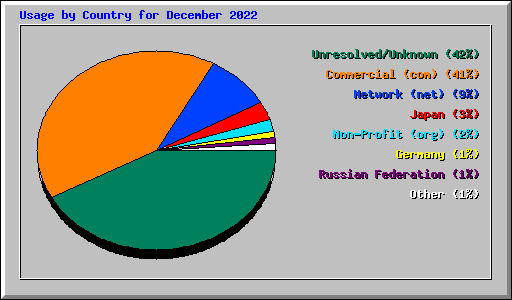 Usage by Country for December 2022
Unresolved/Unknown (42%)
Commercial (com) (41%)
Network (net) (9%)
Japan (3%)
Non-Profit (org) (2%)
Germany (1%)
Russian Federation (1%)
Other (1%)